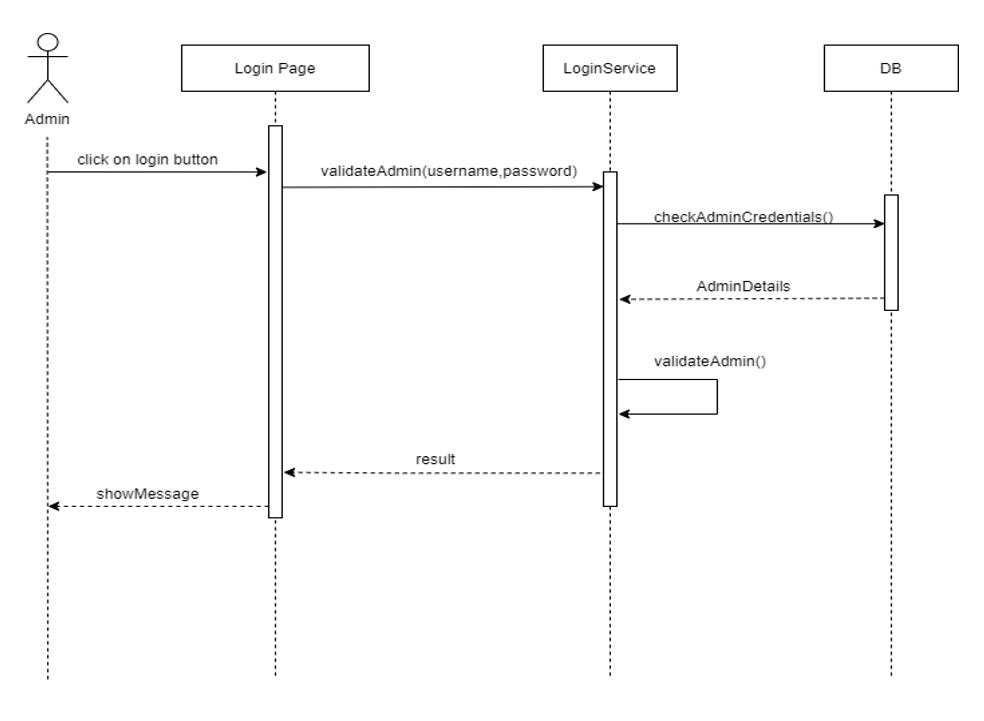 Login Page
LoginService
DB
Admin
click on login button
validateAdmin(username,password)
checkAdminCredentials()
AdminDetails
validateAdmin()
result
showMessage